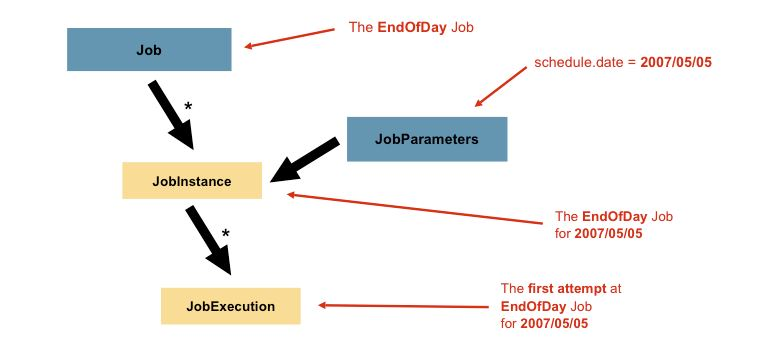 The EndOfDay Job
Job
schedule.date = 2007/05/05
*
JobParameters
JobInstance
The EndOfDay Job
for 2007/05/05
*
The first attempt at
EndOfDay Job
for 2007/05/05
JobExecution